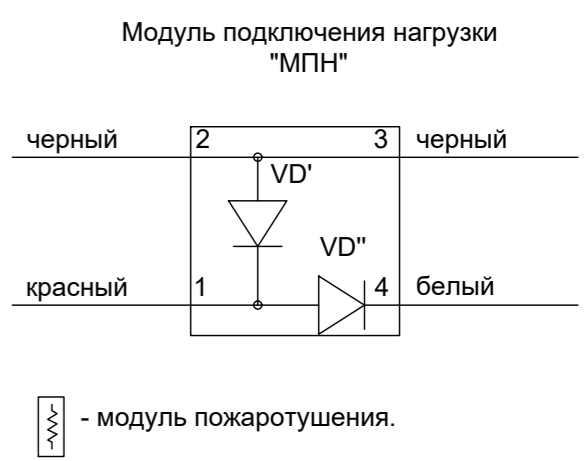 Модуль подключения нагрузки
"МПН"
черный 2 3 черный
VD'
VD"
красный 1 4 белый
- модуль пожаротушения.